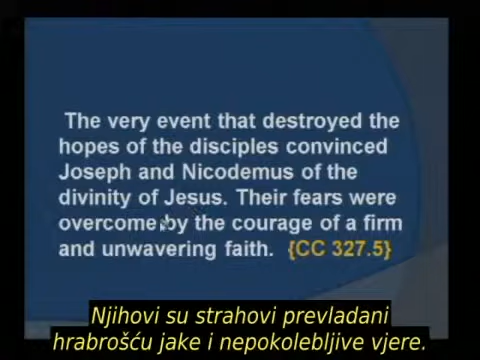 The very event that destroyed the
hopes of the disciples convinced
Joseph and Nicodemus of the
divinity of Jesus. Their fears were
overcome by the courage of a firm
and unwavering faith. {CC 327.5}
Njihovi su strahovi prevladani
hrabrošću jake i nepokolebljive vjere.